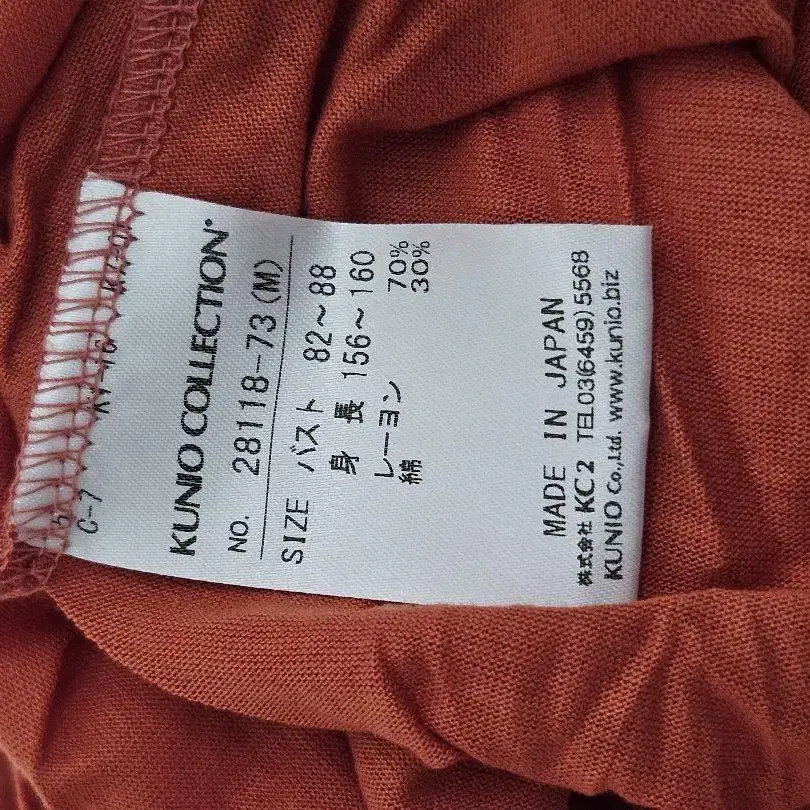 KUNIO COLLECTION
NO. 28118-73(M)
SIZE バスト 82~88
身長 156~160
レーヨン 70%
綿 30%
MADE IN JAPAN
株式会社 KC2 TEL03(6459)5568
KUNIO Co.,Ltd. www.kunio.biz
C-7